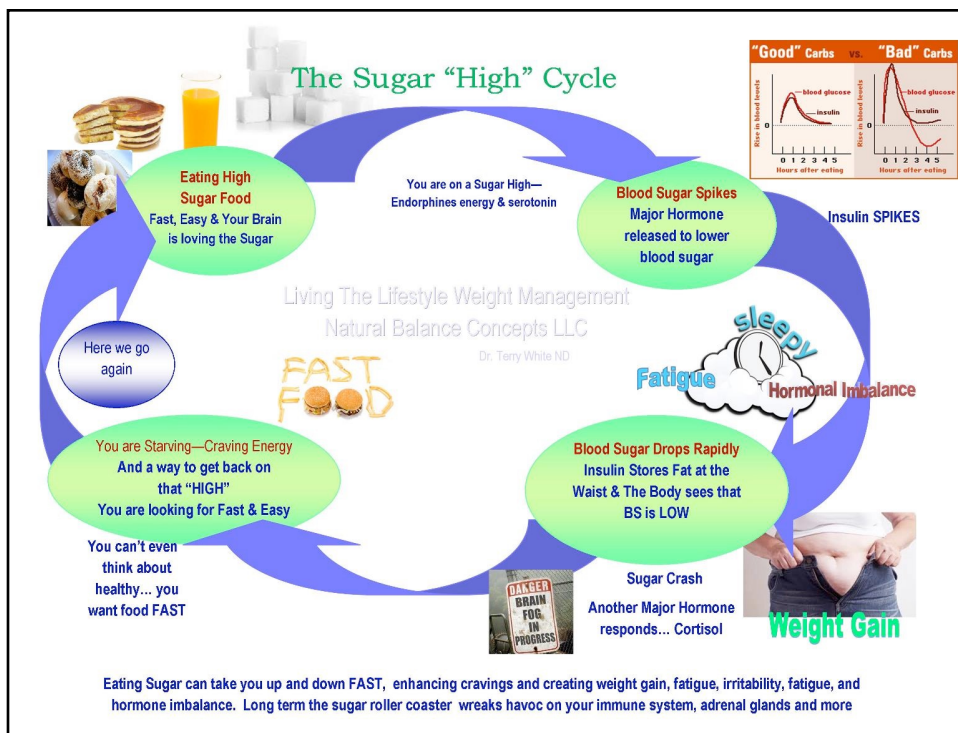 The Sugar “High” Cycle
"Good" Carbs vs. "Bad" Carbs
Rise in blood levels
0
blood glucose
insulin
0 1 2 3 4 5
Hours after eating
Rise in blood levels
0
blood glucose
insulin
0 1 2 3 4 5
Hours after eating
Eating High
Sugar Food
Fast, Easy & Your Brain
is loving the Sugar
You are on a Sugar High—
Endorphines energy & serotonin
Blood Sugar Spikes
Major Hormone
released to lower
blood sugar
Insulin SPIKES
Living The Lifestyle Weight Management
Natural Balance Concepts LLC
Dr. Terry White ND
Here we go
again
FAST
FOOD
sleepy
Fatigue
Hormonal Imbalance
You are Starving—Craving Energy
And a way to get back on
that “HIGH”
You are looking for Fast & Easy
Blood Sugar Drops Rapidly
Insulin Stores Fat at the
Waist & The Body sees that
BS is LOW
You can’t even
think about
healthy… you
want food FAST
DANGER
BRAIN
FOG
IN
PROGRESS
Sugar Crash
Another Major Hormone
responds… Cortisol
Weight Gain
Eating Sugar can take you up and down FAST, enhancing cravings and creating weight gain, fatigue, irritability, fatigue, and
hormone imbalance. Long term the sugar roller coaster wreaks havoc on your immune system, adrenal glands and more